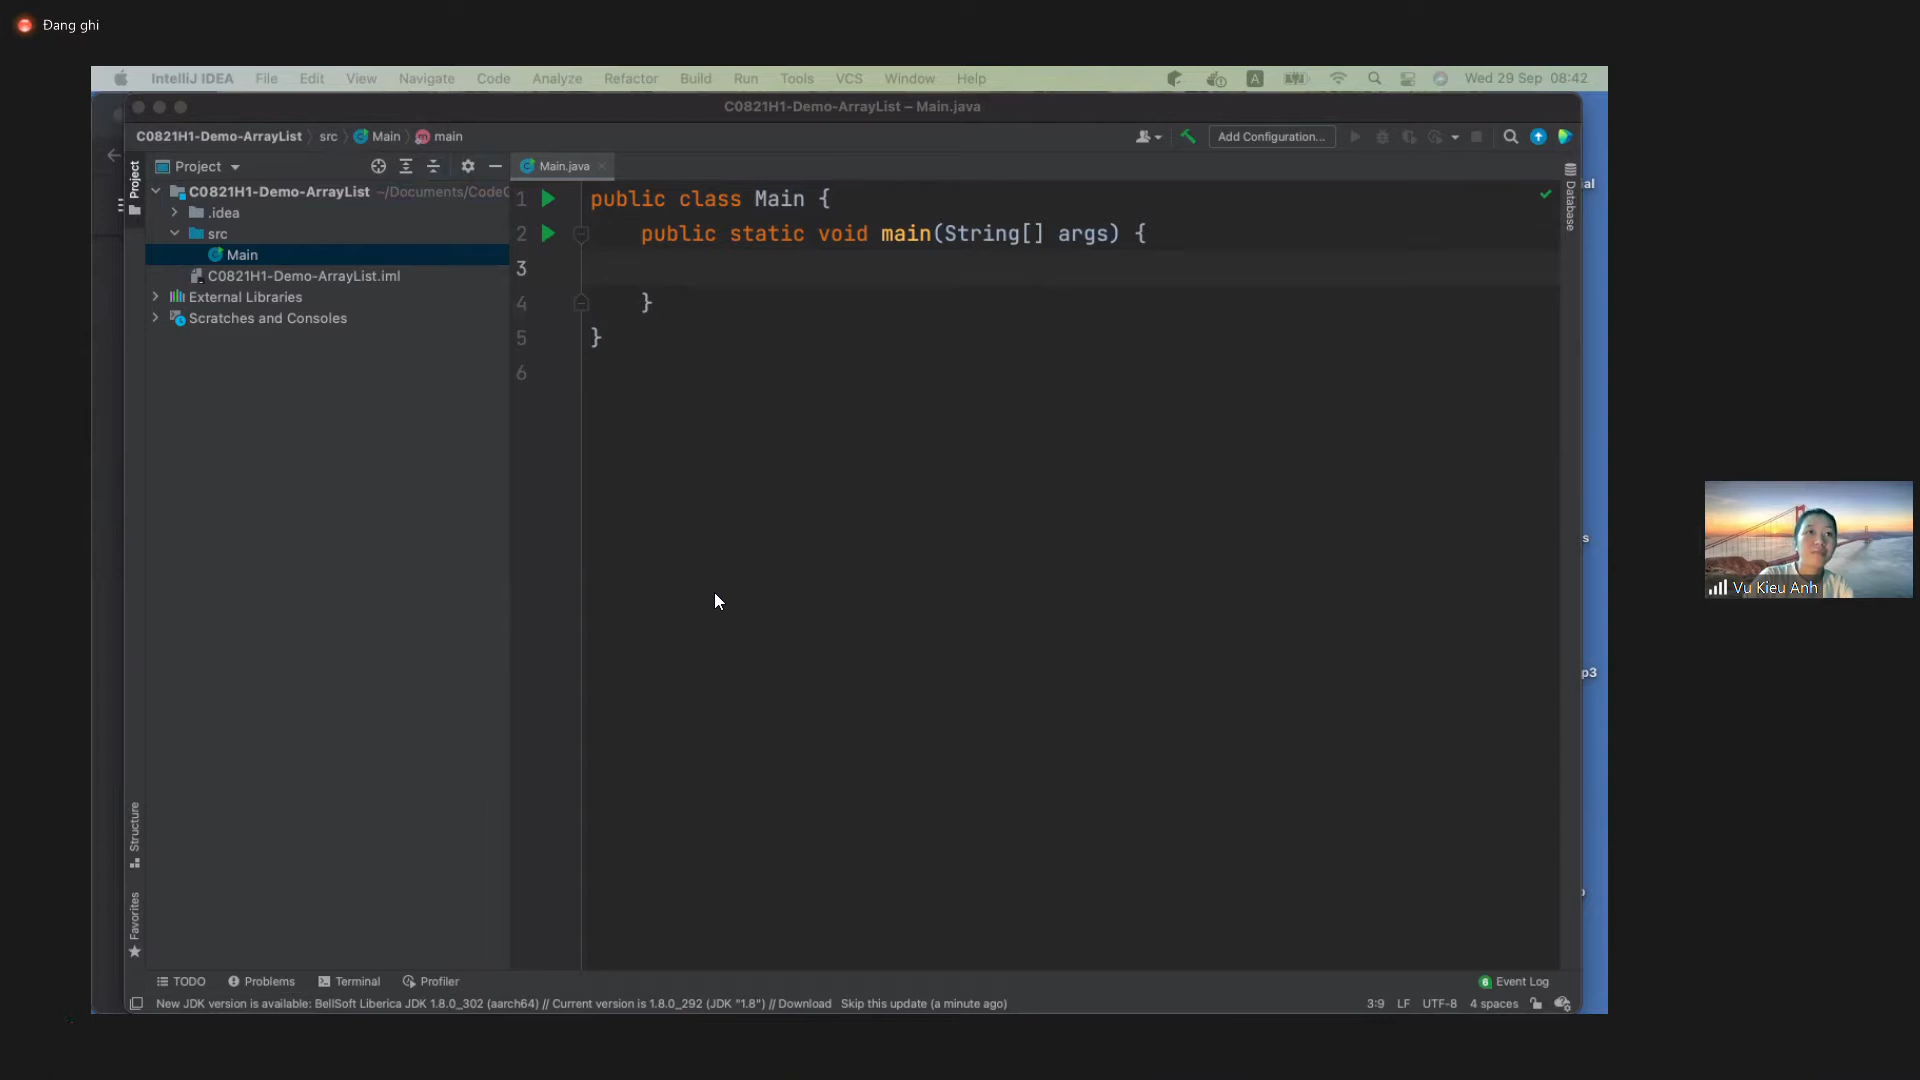 Đang ghi
IntelliJ IDEA File Edit View Navigate Code Analyze Refactor Build Run Tools VCS Window Help A Wed 29 Sep 08:42
C0821H1-Demo-ArrayList – Main.java
C0821H1-Demo-ArrayList src Main main Add Configuration...
Project Main.java
Project
C0821H1-Demo-ArrayList ~/Documents/CodeG
.idea
src
Main
C0821H1-Demo-ArrayList.iml
External Libraries
Scratches and Consoles
1 public class Main {
2 public static void main(String[] args) {
3
4 }
5 }
6
Database
ial
s
p3
Vu Kieu Anh
Structure
Favorites
TODO Problems Terminal Profiler 6 Event Log
New JDK version is available: BellSoft Liberica JDK 1.8.0_302 (aarch64) // Current version is 1.8.0_292 (JDK "1.8") // Download Skip this update (a minute ago) 3:9 LF UTF-8 4 spaces